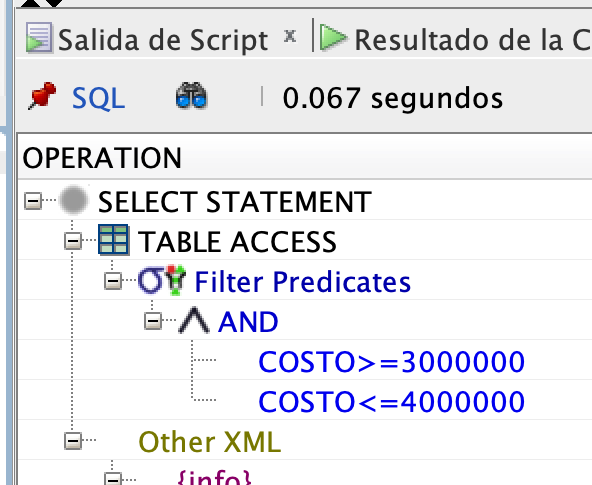 Salida de Script x Resultado de la C
SQL 0.067 segundos
OPERATION
SELECT STATEMENT
TABLE ACCESS
Filter Predicates
AND
COSTO>=3000000
COSTO<=4000000
Other XML
{info}